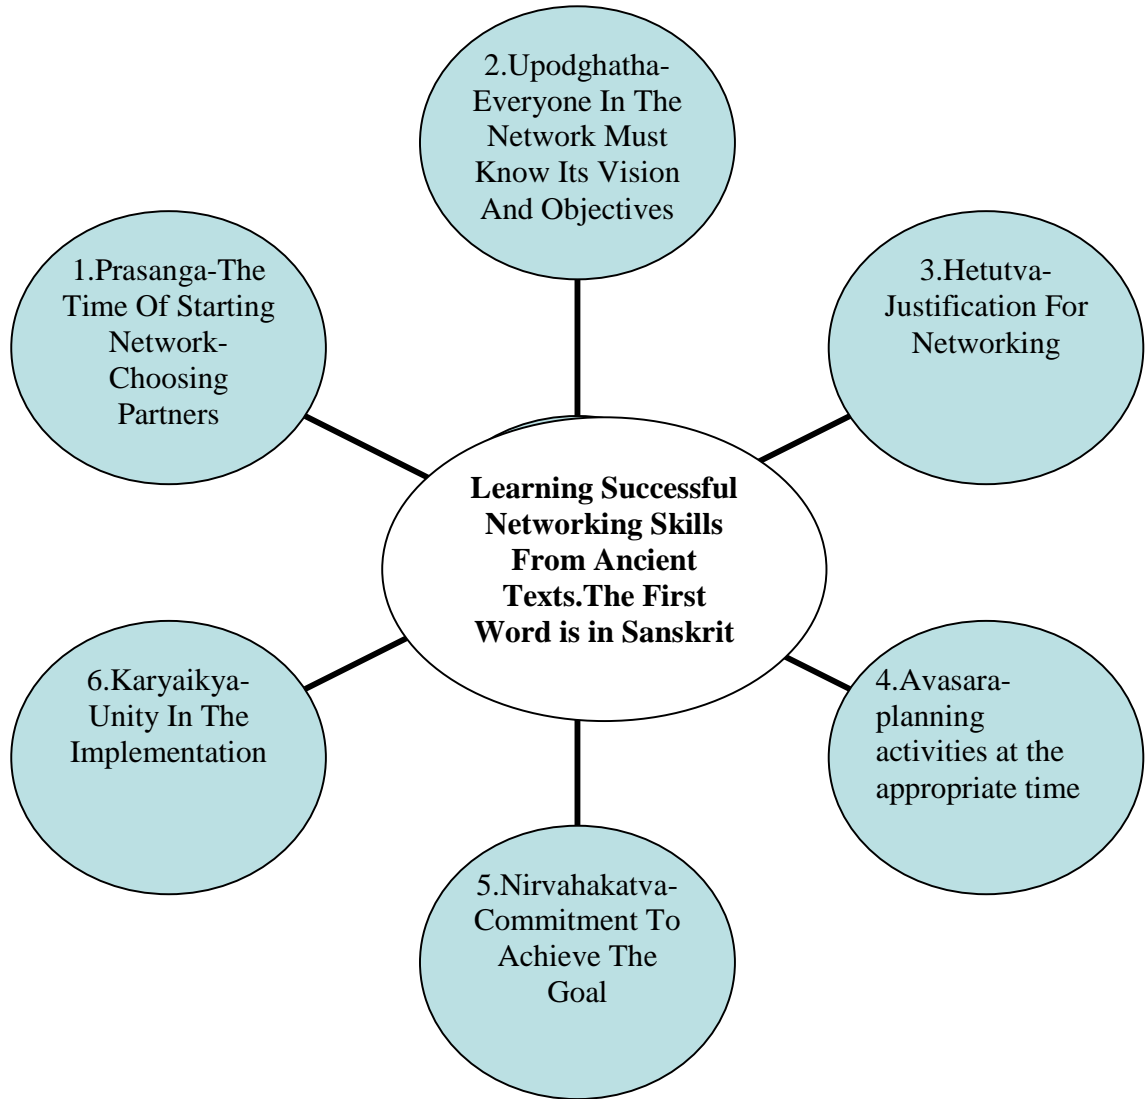 2.Upodghatha-
Everyone In The
Network Must
Know Its Vision
And Objectives
1.Prasanga-The
Time Of Starting
Network-
Choosing
Partners
3.Hetutva-
Justification For
Networking
Learning Successful
Networking Skills
From Ancient
Texts.The First
Word is in Sanskrit
6.Karyaikya-
Unity In The
Implementation
4.Avasara-
planning
activities at the
appropriate time
5.Nirvahakatva-
Commitment To
Achieve The
Goal